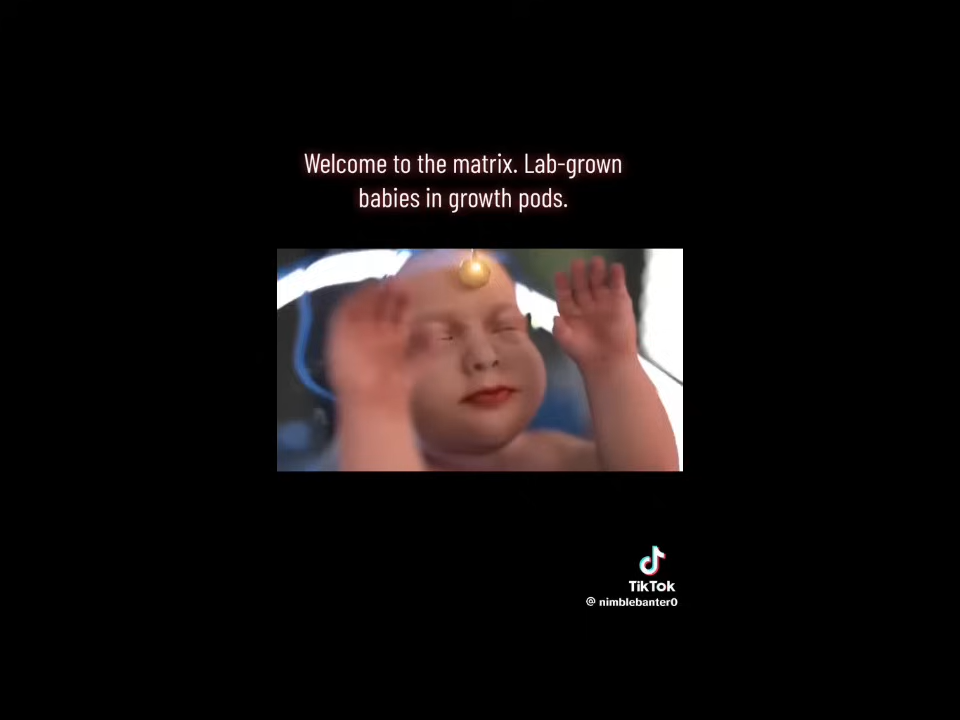 Welcome to the matrix. Lab-grown
babies in growth pods.
TikTok
@ nimblebanter0